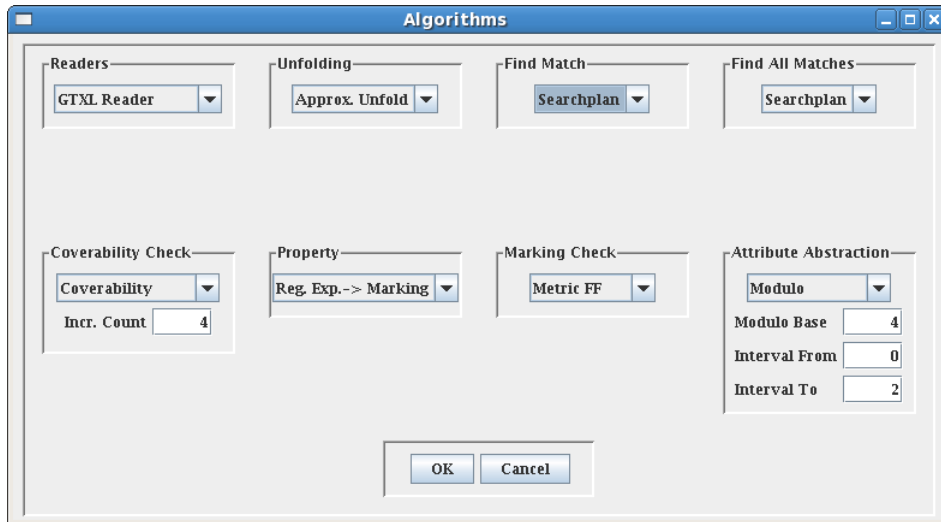 Algorithms
Readers Unfolding Find Match Find All Matches
GTXL Reader Approx. Unfold Searchplan Searchplan
Coverability Check Property Marking Check Attribute Abstraction
Coverability Reg. Exp.-> Marking Metric FF Modulo
Incr. Count 4 Modulo Base 4
Interval From 0
Interval To 2
OK Cancel